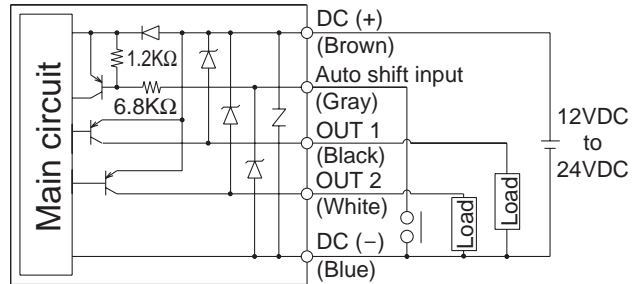 Main circuit
1.2KΩ
6.8KΩ
DC (+)
(Brown)
Auto shift input
(Gray)
OUT 1
(Black)
OUT 2
(White)
DC (−)
(Blue)
Load
Load
12VDC
to
24VDC